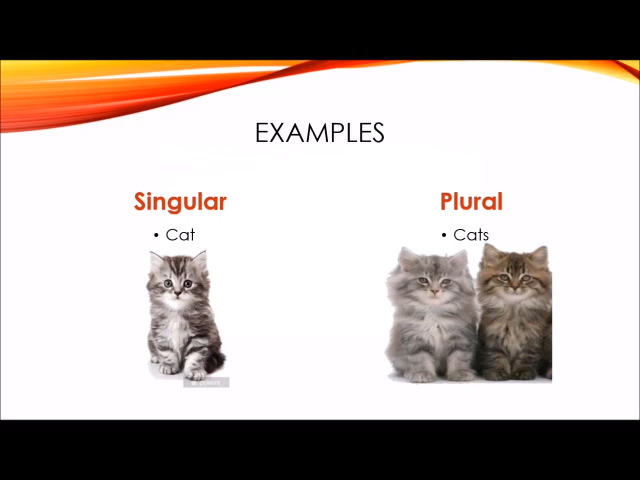 EXAMPLES
Singular
• Cat
Plural
• Cats